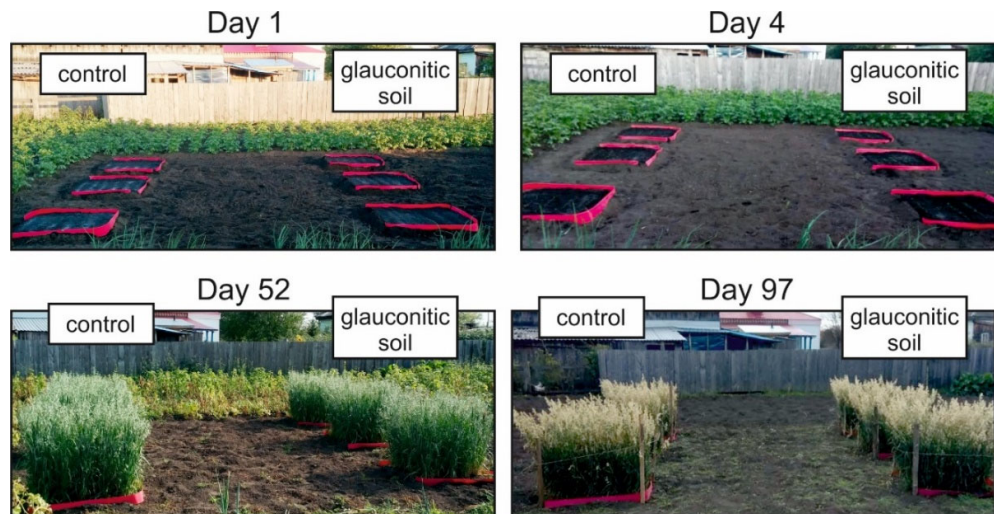 Day 1
control
glauconitic
soil
Day 4
control
glauconitic
soil
Day 52
control
glauconitic
soil
Day 97
control
glauconitic
soil